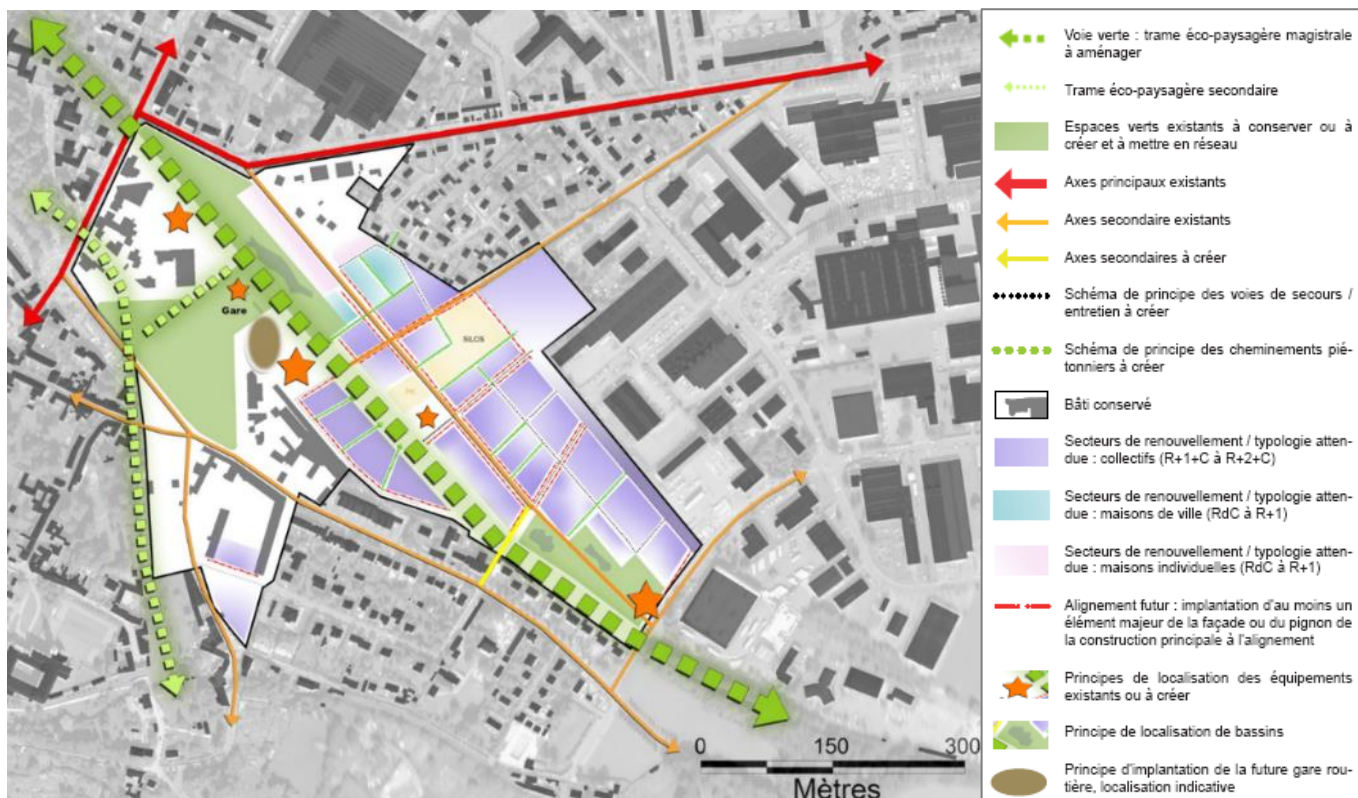 Gare
SILOS
0 150 300
Mètres
Voie verte : trame éco-paysagère magistrale
à aménager
Trame éco-paysagère secondaire
Espaces verts existants à conserver ou à
créer et à mettre en réseau
Axes principaux existants
Axes secondaire existants
Axes secondaires à créer
Schéma de principe des voies de secours /
entretien à créer
Schéma de principe des cheminements pié-
tonniers à créer
Bâti conservé
Secteurs de renouvellement / typologie atten-
due : collectifs (R+1+C à R+2+C)
Secteurs de renouvellement / typologie atten-
due : maisons de ville (RdC à R+1)
Secteurs de renouvellement / typologie atten-
due : maisons individuelles (RdC à R+1)
Alignement futur : implantation d'au moins un
élément majeur de la façade ou du pignon de
la construction principale à l'alignement
Principes de localisation des équipements
existants ou à créer
Principe de localisation de bassins
Principe d'implantation de la future gare rou-
tière, localisation indicative